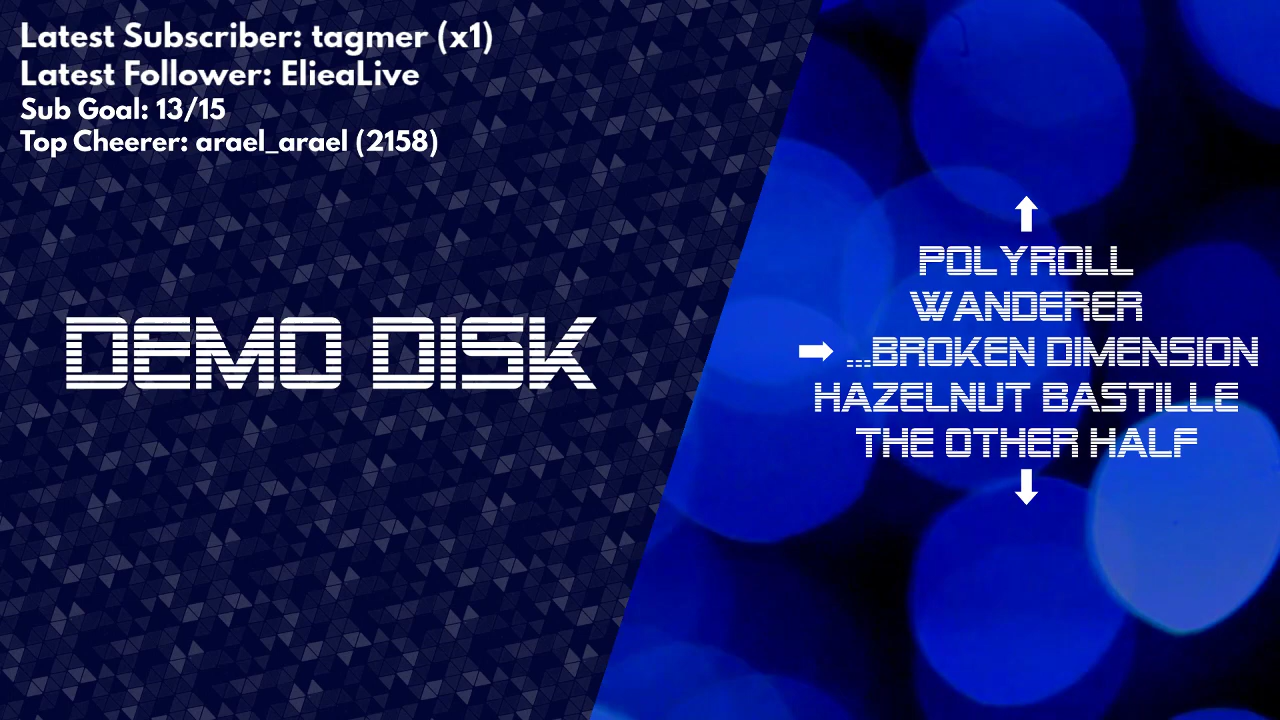 Latest Subscriber: tagmer (x1)
Latest Follower: ElieaLive
Sub Goal: 13/15
Top Cheerer: arael_arael (2158)
DEMO DISK
POLYROLL
WANDERER
...BROKEN DIMENSION
HAZELNUT BASTILLE
THE OTHER HALF